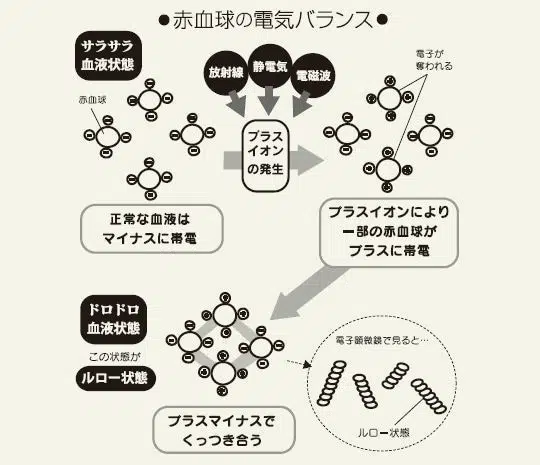 ●赤血球の電気バランス●
サラサラ
血液状態
赤血球
放射線
静電気
電磁波
電子が
奪われる
プラス
イオン
の発生
正常な血液は
マイナスに帯電
プラスイオンにより
一部の赤血球が
プラスに帯電
ドロドロ
血液状態
この状態が
ルロー状態
プラスマイナスで
くっつき合う
電子顕微鏡で見ると…
ルロー状態